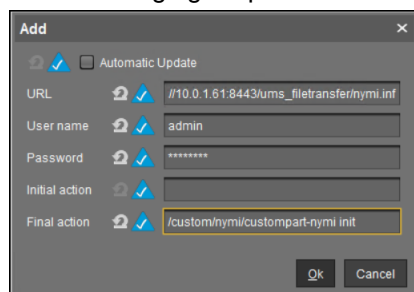 Add ×
Automatic Update
URL //10.0.1.61:8443/ums_filetransfer/nymi.inf
User name admin
Password ********
Initial action
Final action /custom/nymi/custompart-nymi init
Ok Cancel